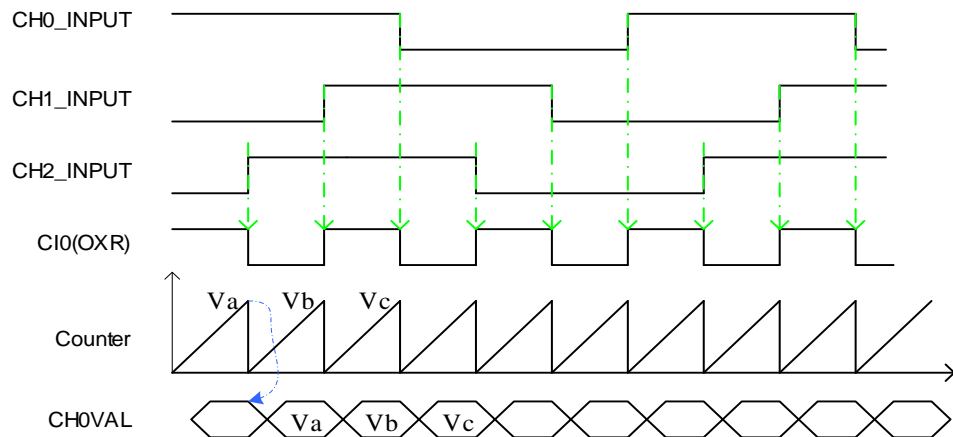 CH0_INPUT
CH1_INPUT
CH2_INPUT
CI0(OXR)
Va Vb Vc
Counter
CH0VAL Va Vb Vc